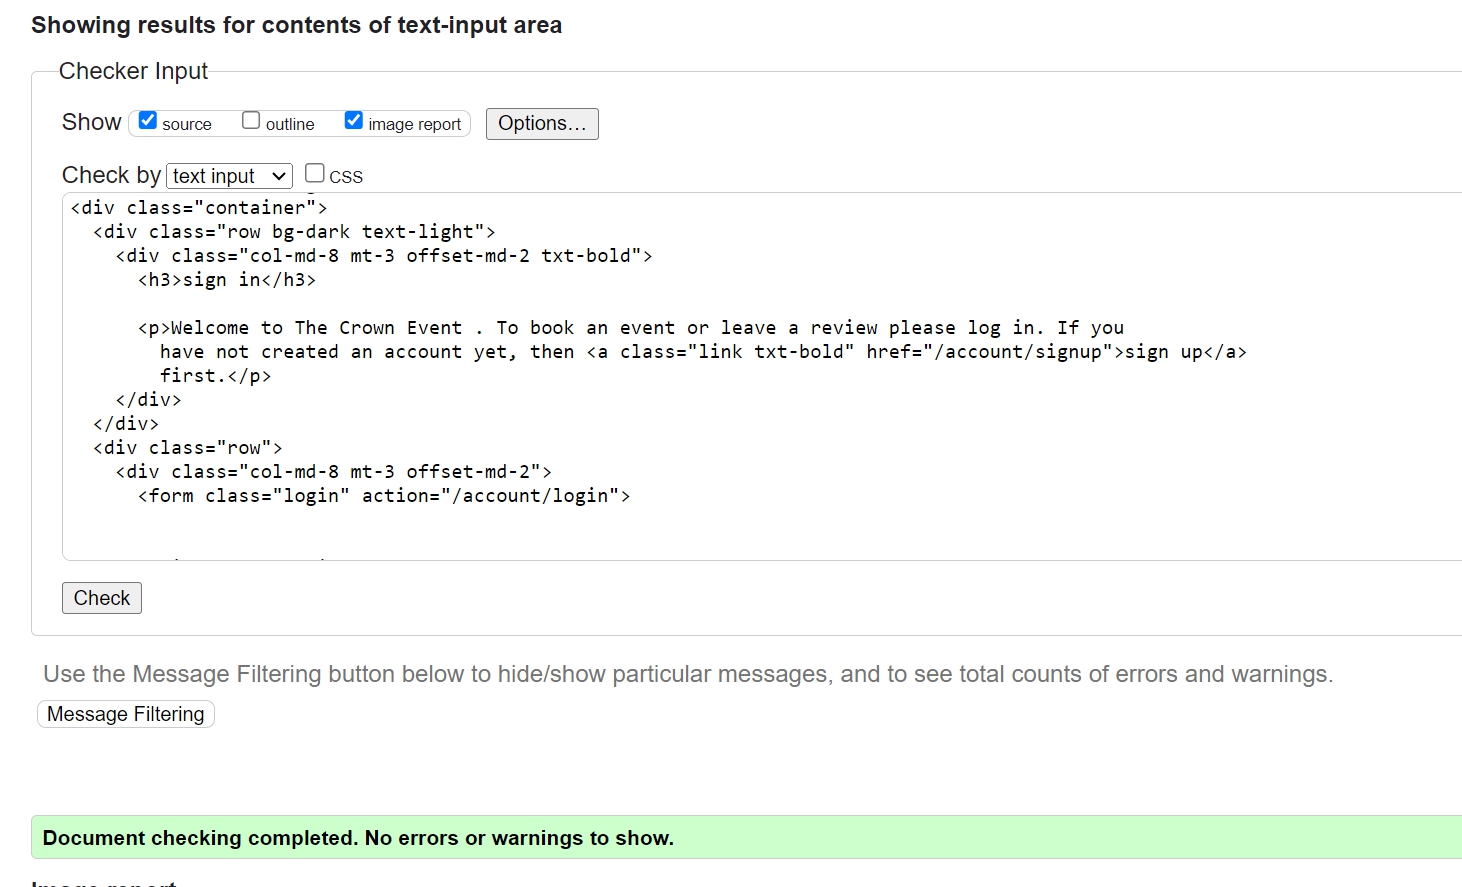 Showing results for contents of text-input area
Checker Input
Show source outline image report Options...
Check by text input CSS
<div class="container">
<div class="row bg-dark text-light">
<div class="col-md-8 mt-3 offset-md-2 txt-bold">
<h3>sign in</h3>
<p>Welcome to The Crown Event . To book an event or leave a review please log in. If you
have not created an account yet, then <a class="link txt-bold" href="/account/signup">sign up</a>
first.</p>
</div>
</div>
<div class="row">
<div class="col-md-8 mt-3 offset-md-2">
<form class="login" action="/account/login">
Check
Use the Message Filtering button below to hide/show particular messages, and to see total counts of errors and warnings.
Message Filtering
Document checking completed. No errors or warnings to show.
Image report